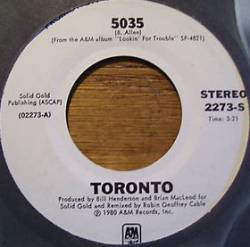 5035
(B. Allen)
(From the A&M album "Lookin' For Trouble" SP-4821)
Solid Gold
Publishing (ASCAP)
(02273-A)
STEREO
2273-S
Time: 3:21
TORONTO
Produced by Bill Henderson and Brian MacLeod for
Solid Gold and Remixed by Robin Geoffrey Cable
℗ 1980 A&M Records, Inc.
A&M